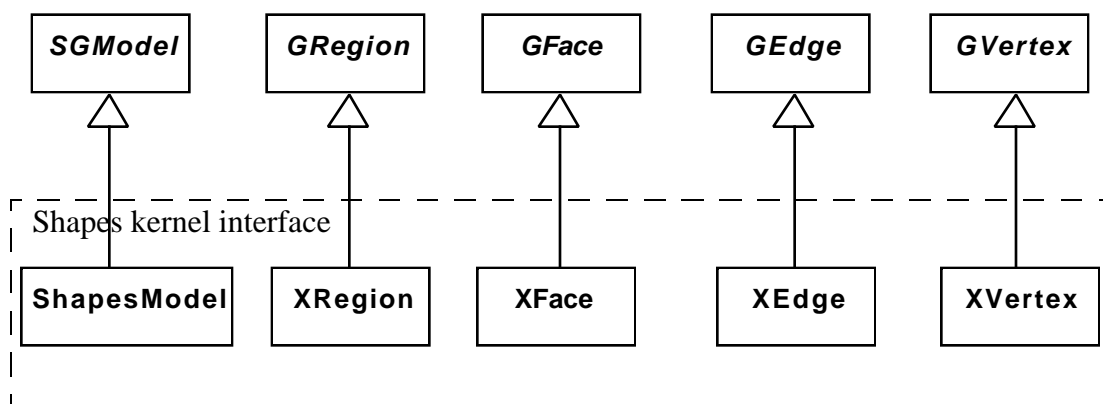 SGModel GRegion GFace GEdge GVertex
Shapes kernel interface
ShapesModel XRegion XFace XEdge XVertex